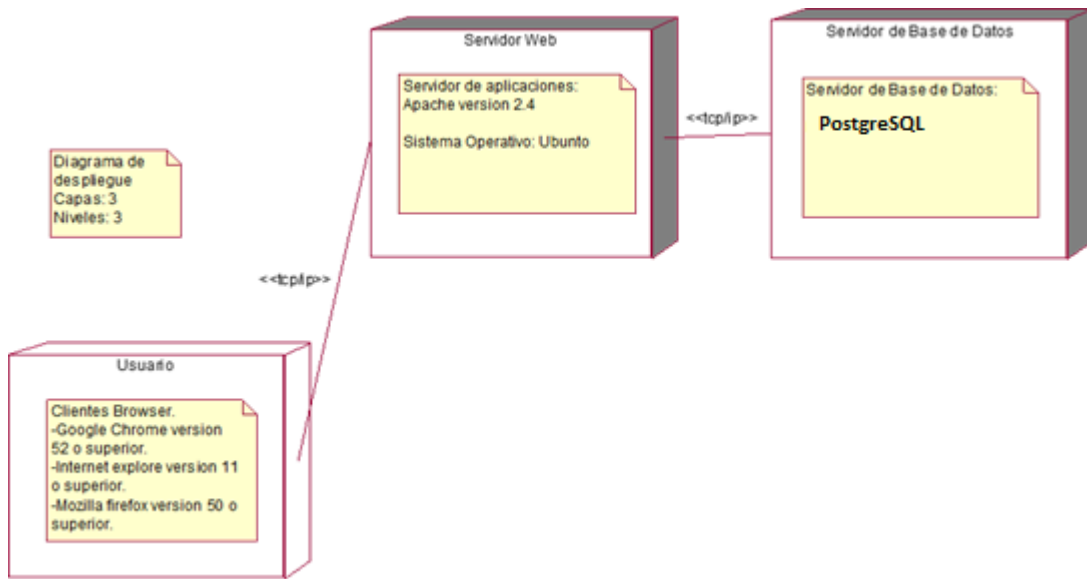 Servidor Web
Servidor de aplicaciones:
Apache version 2.4
Sistema Operativo: Ubunto
<<tcp/ip>>
Servidor de Base de Datos
Servidor de Base de Datos:
PostgreSQL
Diagrama de
despliegue
Capas: 3
Niveles: 3
<<tcp/ip>>
Usuario
Clientes Browser.
-Google Chrome version
52 o superior.
-Internet explore version 11
o superior.
-Mozilla firefox version 50 o
superior.